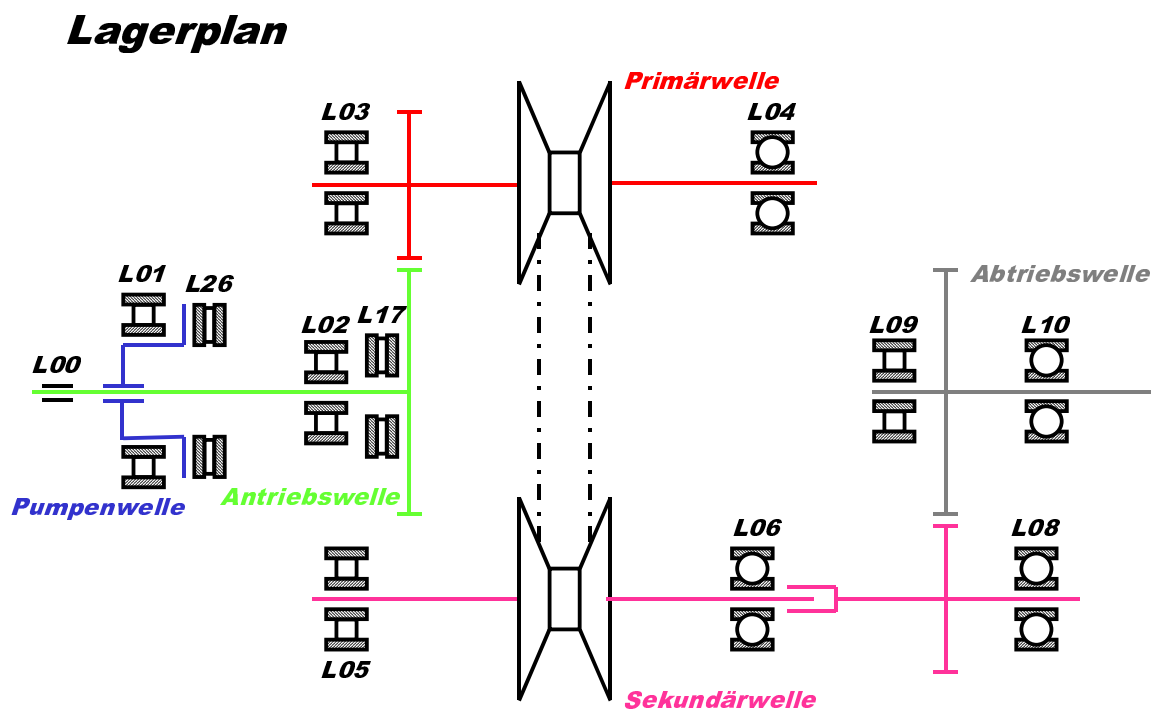 Lagerplan
Primärwelle
L03
L04
L01
L26
Abtriebswelle
L02
L17
L09
L10
L00
Antriebswelle
Pumpenwelle
L06
L08
L05
Sekundärwelle